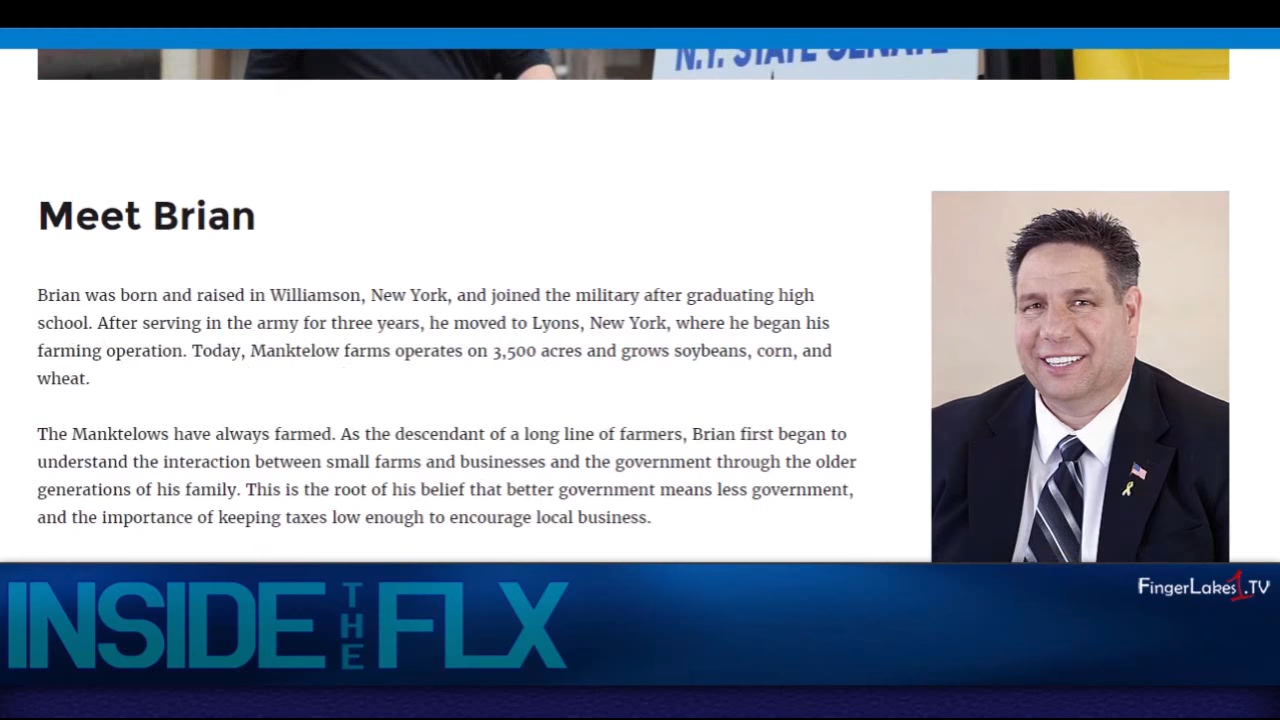 N.Y. STATE SENATE
Meet Brian
Brian was born and raised in Williamson, New York, and joined the military after graduating high
school. After serving in the army for three years, he moved to Lyons, New York, where he began his
farming operation. Today, Manktelow farms operates on 3,500 acres and grows soybeans, corn, and
wheat.
The Manktelows have always farmed. As the descendant of a long line of farmers, Brian first began to
understand the interaction between small farms and businesses and the government through the older
generations of his family. This is the root of his belief that better government means less government,
and the importance of keeping taxes low enough to encourage local business.
INSIDE THE FLX
FingerLakes1.TV